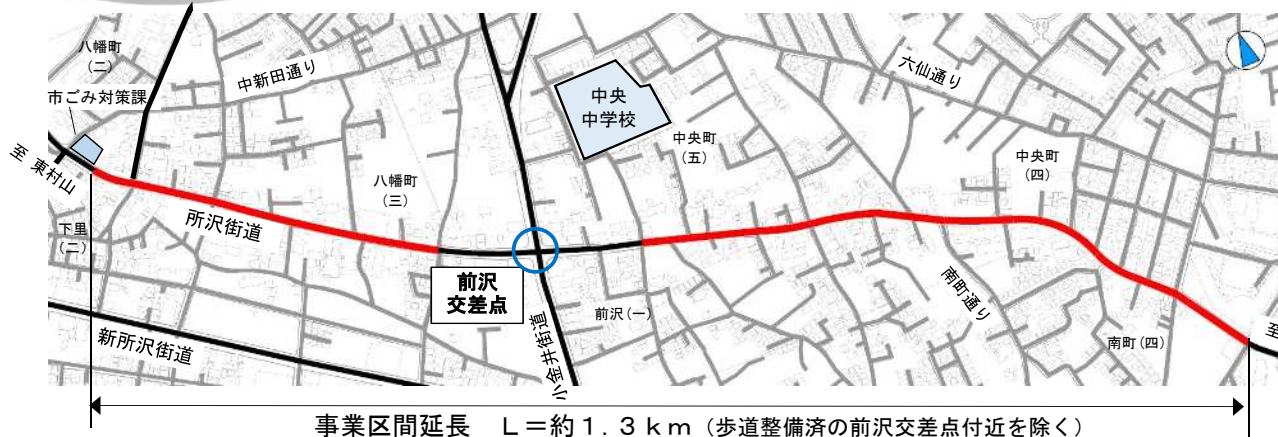 八幡町
(二)
市ごみ対策課
至 東村山
中新田通り
中央
中学校
六仙通り
中央町
(五)
中央町
(四)
八幡町
(三)
所沢街道
下里
(二)
前沢
交差点
前沢(一)
南町通り
南町(四)
至
新所沢街道
小金井街道
事業区間延長 L=約1.3km(歩道整備済の前沢交差点付近を除く)